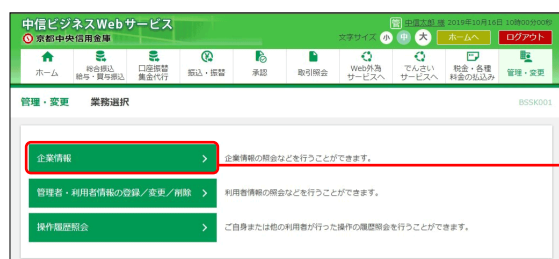 中信ビジネスWebサービス
京都中央信用金庫
管 中信太郎 様 2019年10月16日 10時00分00秒
文字サイズ 小 中 大 ホームへ ログアウト
ホーム
総合振込
給与・賞与振込
口座振替
集金代行
振込・振替
承認
取引照会
Web外為
サービスへ
でんさい
サービスへ
税金・各種
料金の払込み
管理・変更
管理・変更 業務選択 BSSK001
企業情報 企業情報の照会などを行うことができます。
管理者・利用者情報の登録/変更/削除 利用者情報の照会などを行うことができます。
操作履歴照会 ご自身または他の利用者が行った操作の履歴照会を行うことができます。